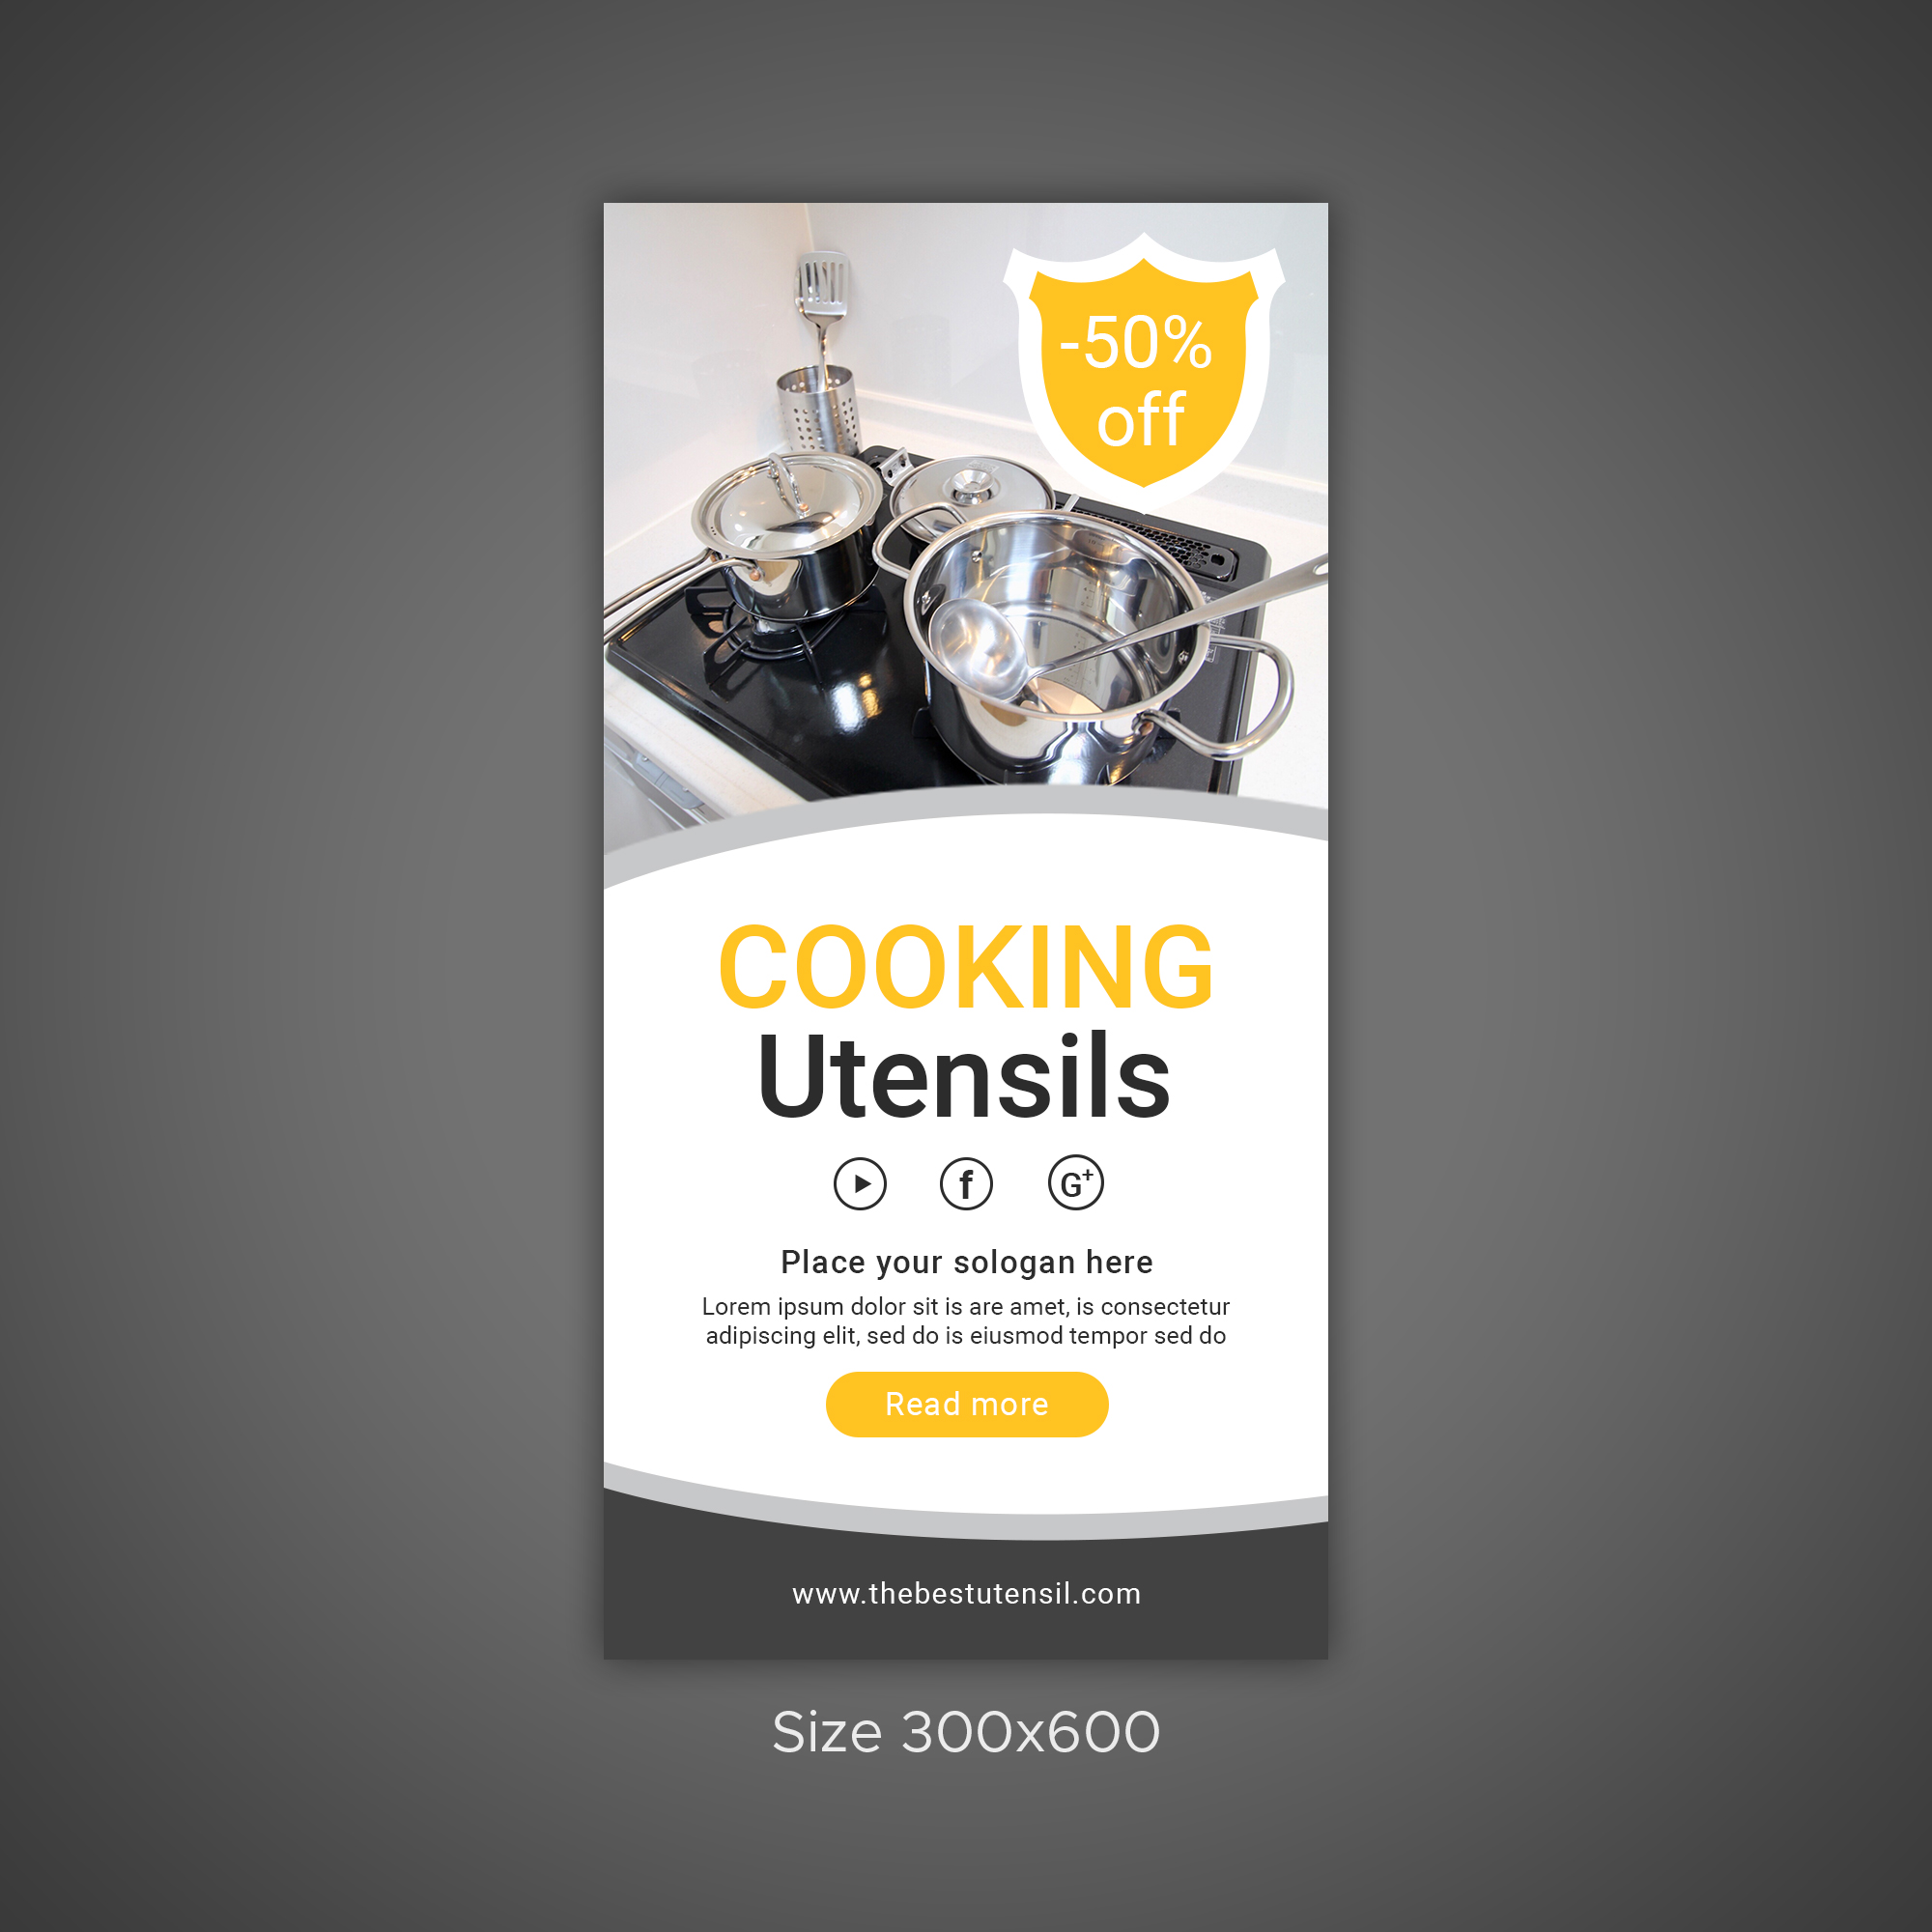 -50%
off
COOKING
Utensils
f
G+
Place your sologan here
Lorem ipsum dolor sit is are amet, is consectetur
adipiscing elit, sed do is eiusmod tempor sed do
Read more
www.thebestutensil.com
Size 300x600